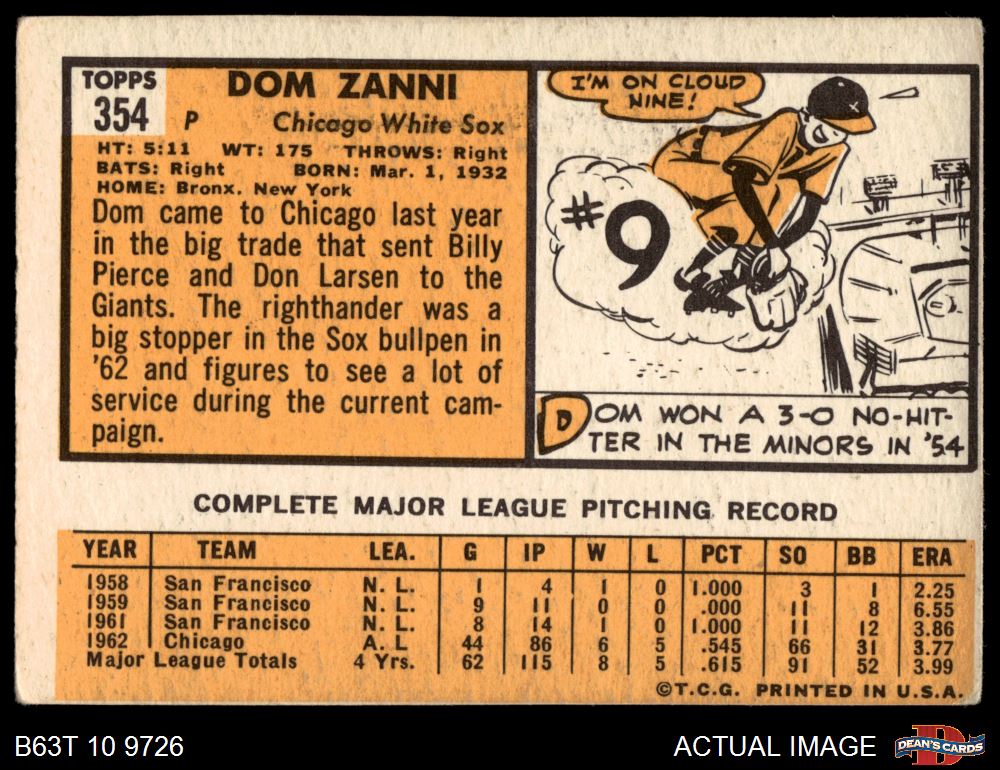 TOPPS
354
DOM ZANNI
P Chicago White Sox
HT: 5:11 WT: 175 THROWS: Right
BATS: Right BORN: Mar. 1, 1932
HOME: Bronx, New York
Dom came to Chicago last year
in the big trade that sent Billy
Pierce and Don Larsen to the
Giants. The righthander was a
big stopper in the Sox bullpen in
'62 and figures to see a lot of
service during the current cam-
paign.
I'M ON CLOUD
NINE!
#9
DOM WON A 3-0 NO-HIT-
TER IN THE MINORS IN '54
COMPLETE MAJOR LEAGUE PITCHING RECORD
YEAR TEAM LEA. G IP W L PCT SO BB ERA
1958 San Francisco N. L. 1 4 1 0 1.000 3 1 2.25
1959 San Francisco N. L. 9 11 0 0 .000 11 8 6.55
1961 San Francisco N. L. 8 14 1 0 1.000 11 12 3.86
1962 Chicago A. L 44 86 6 5 .545 66 31 3.77
Major League Totals 4 Yrs. 62 115 8 5 .615 91 52 3.99
©T.C.G. PRINTED IN U.S.A.
B63T 10 9726
ACTUAL IMAGE
D
DEAN'S CARDS